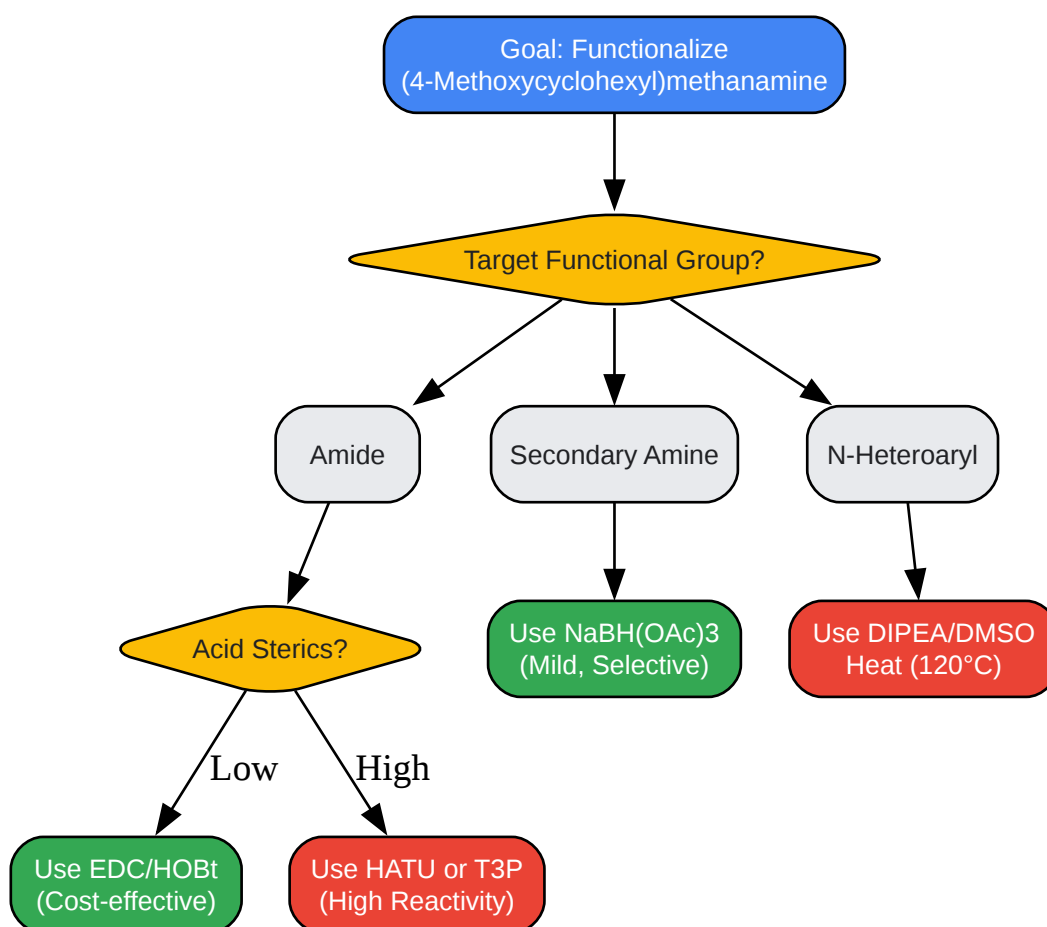 Goal: Functionalize
(4-Methoxycyclohexyl)methanamine
Target Functional Group?
Amide
Secondary Amine
N-Heteroaryl
Acid Sterics?
Use NaBH(OAc)3
(Mild, Selective)
Use DIPEA/DMSO
Heat (120°C)
Low
High
Use EDC/HOBt
(Cost-effective)
Use HATU or T3P
(High Reactivity)